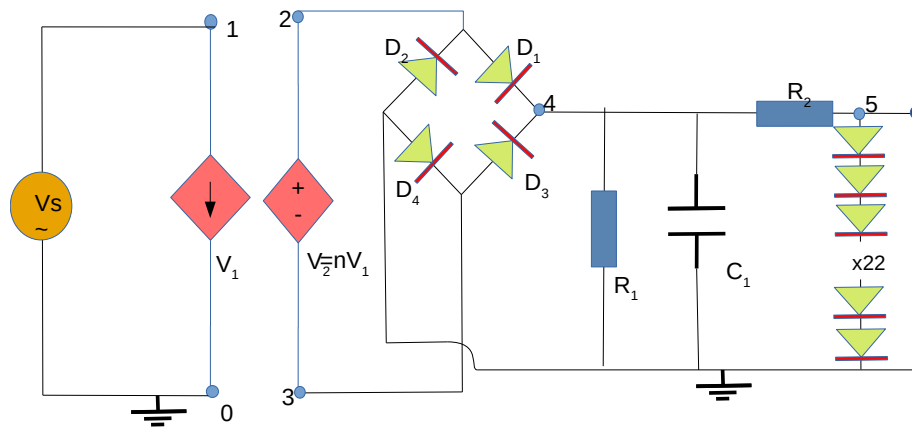 1
2
D₂
D₁
4
R₂
5
Vs
~
+
-
D₄
D₃
V₁
V₂=nV₁
R₁
C₁
x22
3
0